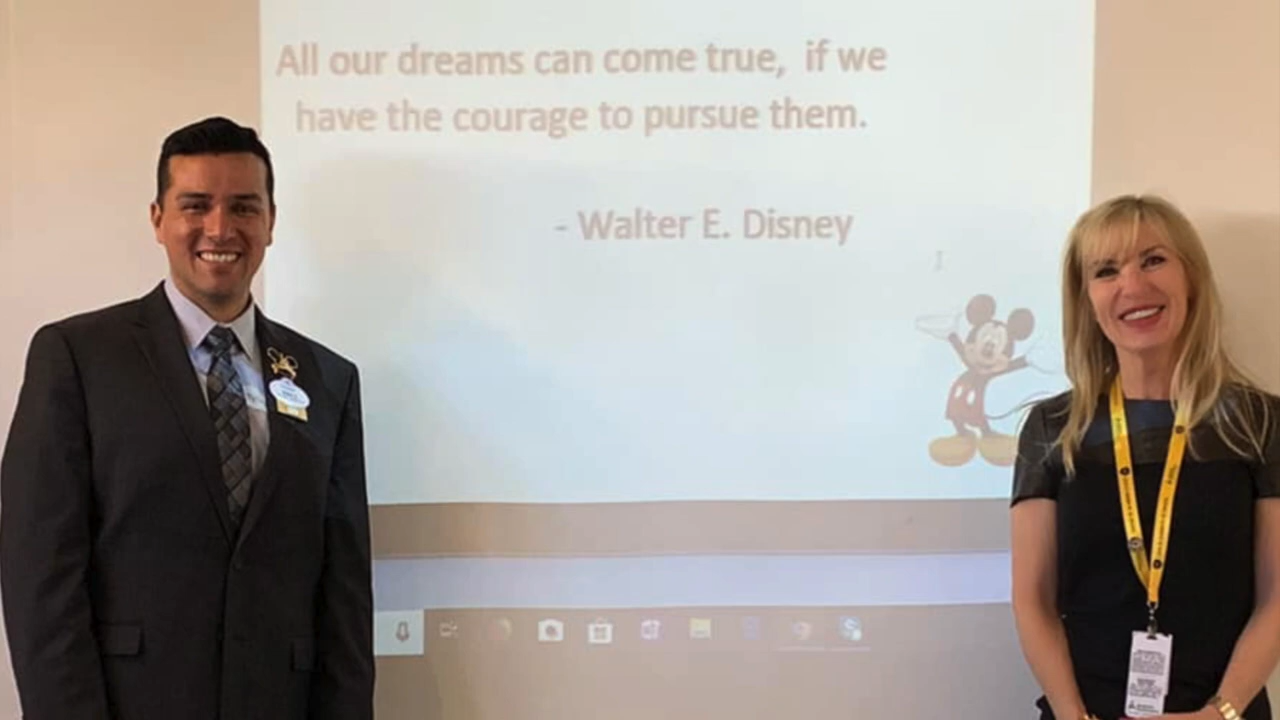 All our dreams can come true, if we
have the courage to pursue them.
- Walter E. Disney